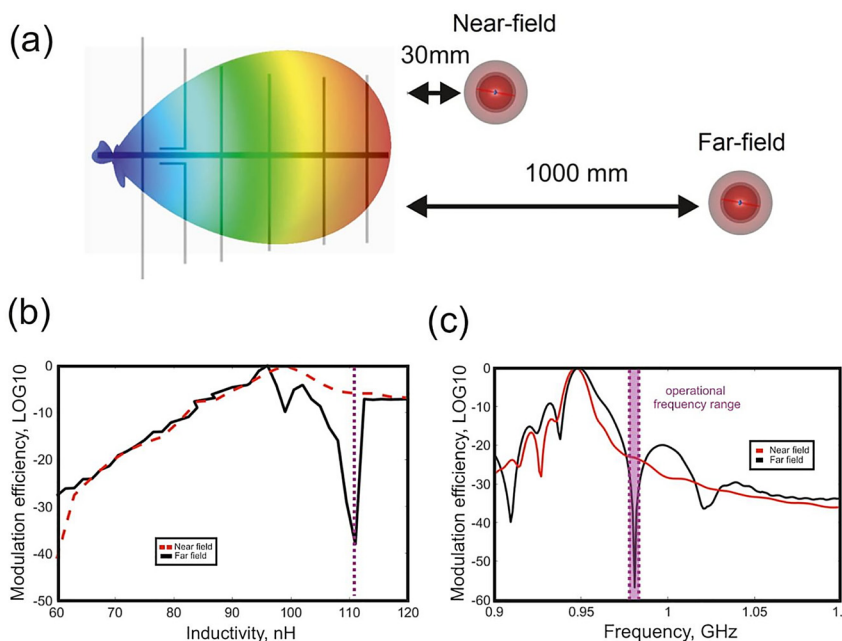 (a)
Near-field
30mm
Far-field
1000 mm
(b)
Modulation efficiency, LOG10
0
-10
-20
-30
-40
-50
60
70
80
90
100
110
120
Near field
Far field
Inductivity, nH
(c)
Modulation efficiency, LOG10
0
-10
-20
-30
-40
-50
-60
0.9
0.95
1
1.05
1.
operational
frequency range
Near field
Far field
Frequency, GHz